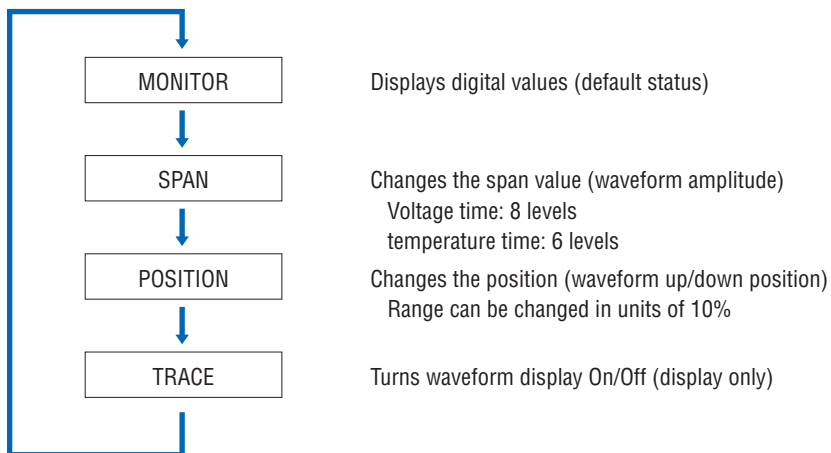 MONITOR Displays digital values (default status)
SPAN Changes the span value (waveform amplitude)
Voltage time: 8 levels
temperature time: 6 levels
POSITION Changes the position (waveform up/down position)
Range can be changed in units of 10%
TRACE Turns waveform display On/Off (display only)